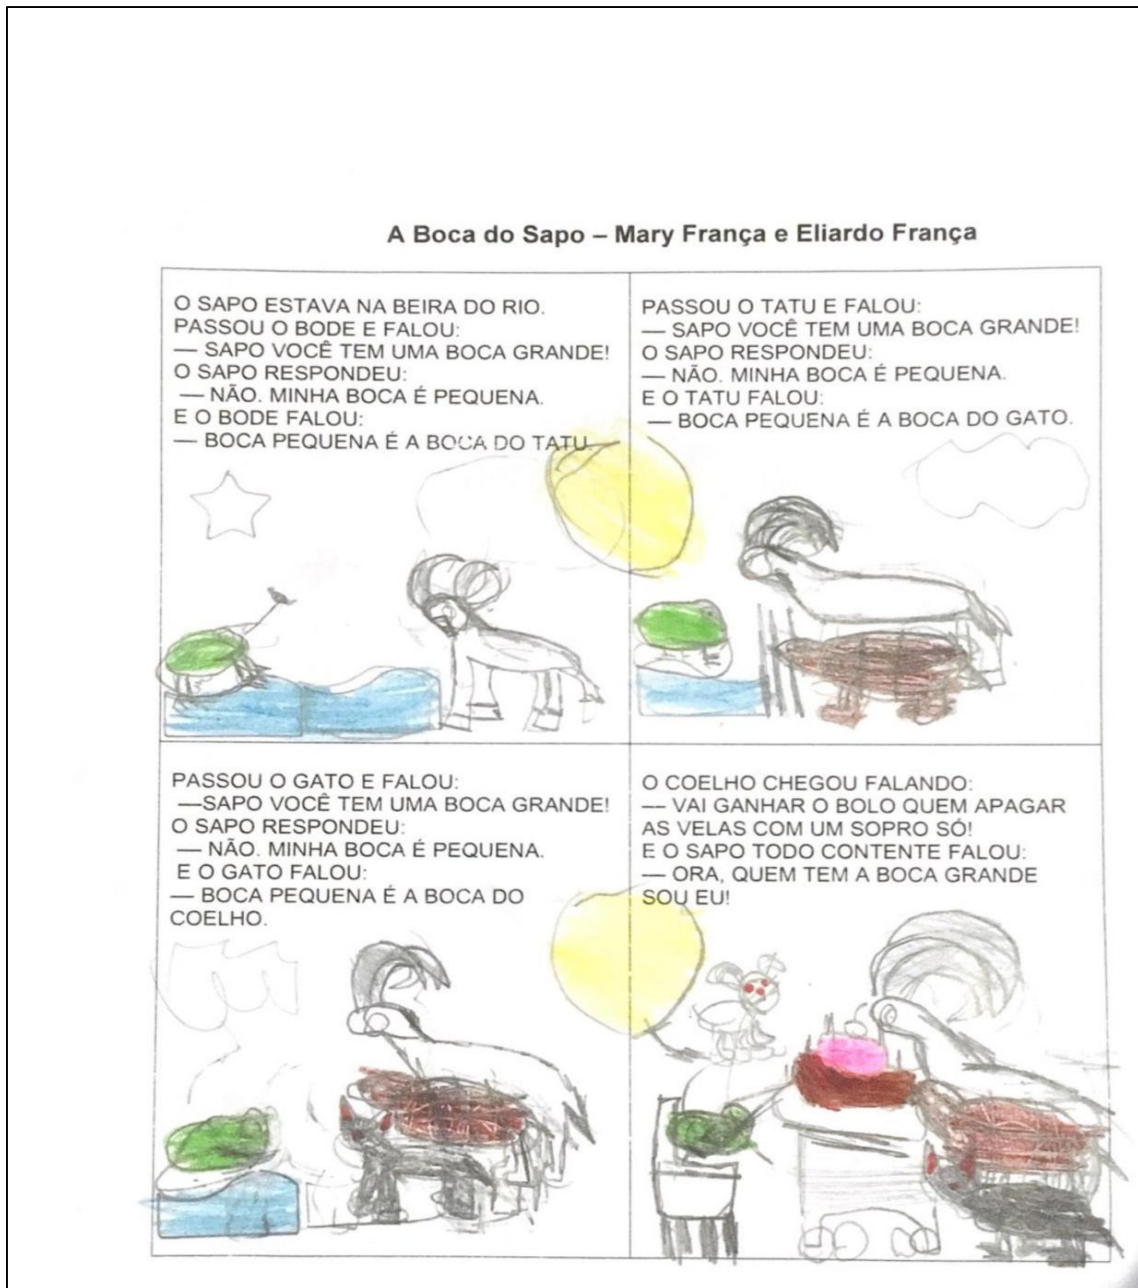 A Boca do Sapo – Mary França e Eliardo França
O SAPO ESTAVA NA BEIRA DO RIO.
PASSOU O BODE E FALOU:
— SAPO VOCÊ TEM UMA BOCA GRANDE!
O SAPO RESPONDEU:
— NÃO. MINHA BOCA É PEQUENA.
E O BODE FALOU:
— BOCA PEQUENA É A BOCA DO TATU.
PASSOU O TATU E FALOU:
— SAPO VOCÊ TEM UMA BOCA GRANDE!
O SAPO RESPONDEU:
— NÃO. MINHA BOCA É PEQUENA.
E O TATU FALOU:
— BOCA PEQUENA É A BOCA DO GATO.
PASSOU O GATO E FALOU:
—SAPO VOCÊ TEM UMA BOCA GRANDE!
O SAPO RESPONDEU:
— NÃO. MINHA BOCA É PEQUENA.
E O GATO FALOU:
— BOCA PEQUENA É A BOCA DO
COELHO.
O COELHO CHEGOU FALANDO:
— VAI GANHAR O BOLO QUEM APAGAR
AS VELAS COM UM SOPRO SÓ!
E O SAPO TODO CONTENTE FALOU:
— ORA, QUEM TEM A BOCA GRANDE
SOU EU!